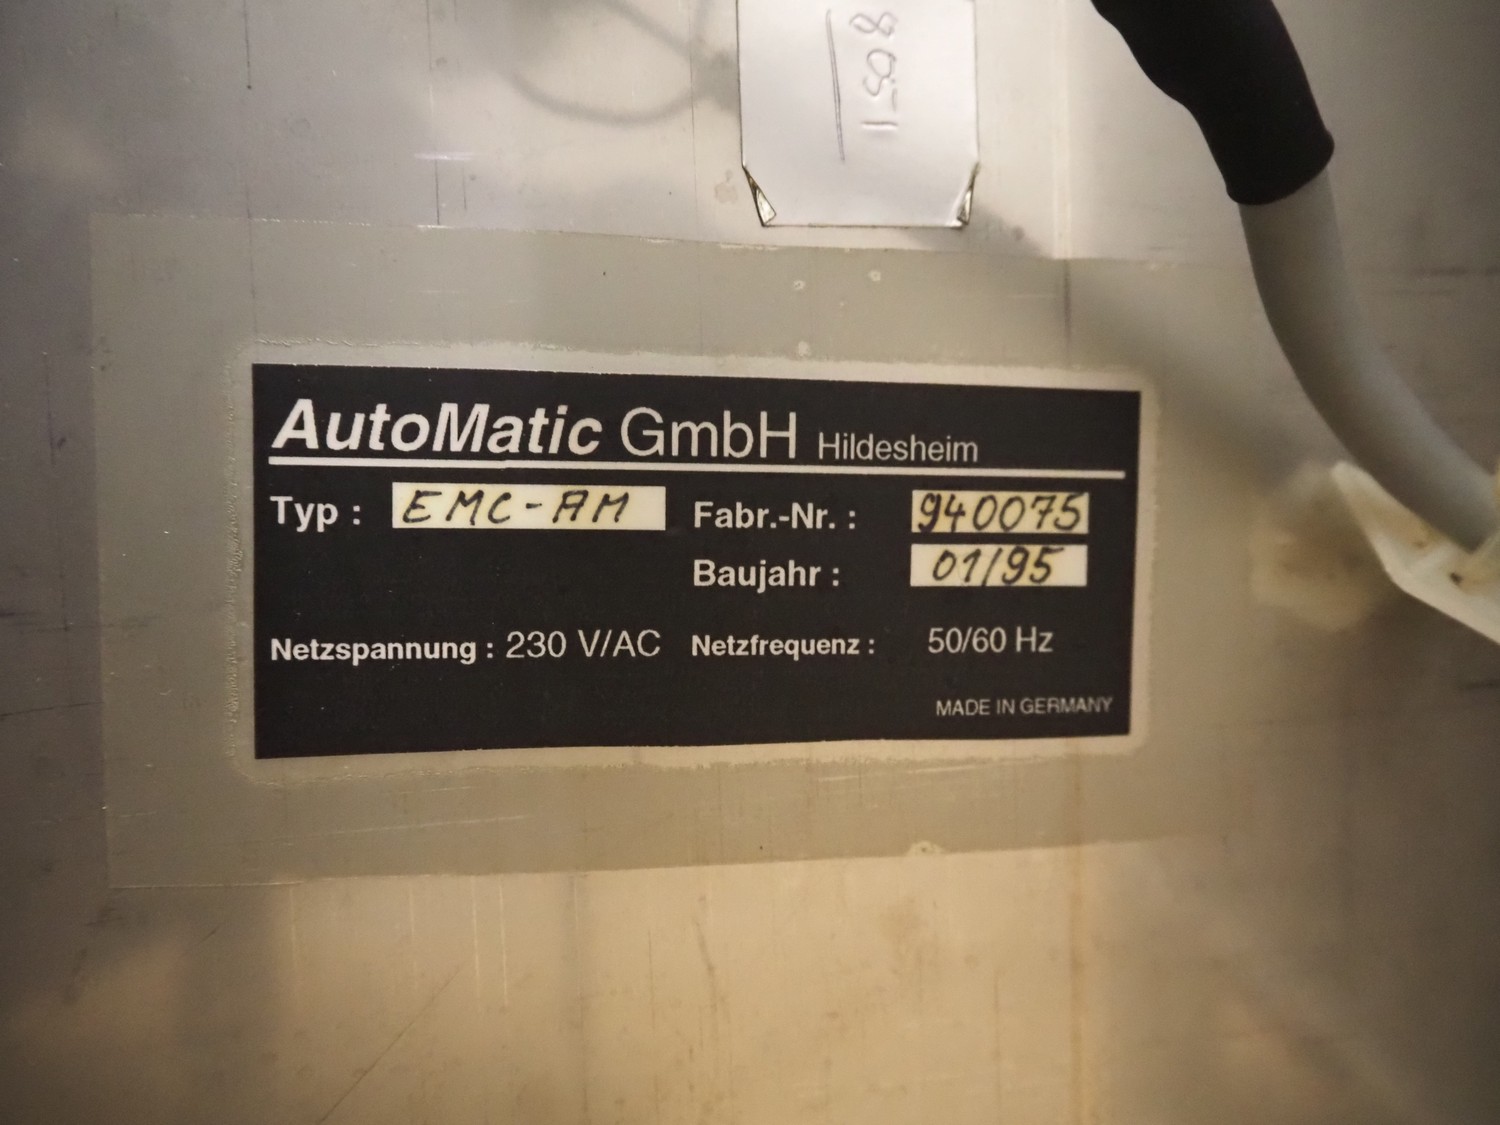 1508
AutoMatic GmbH Hildesheim
Typ : EMC-AM Fabr.-Nr. : 940075
Baujahr : 01/95
Netzspannung : 230 V/AC Netzfrequenz : 50/60 Hz
MADE IN GERMANY